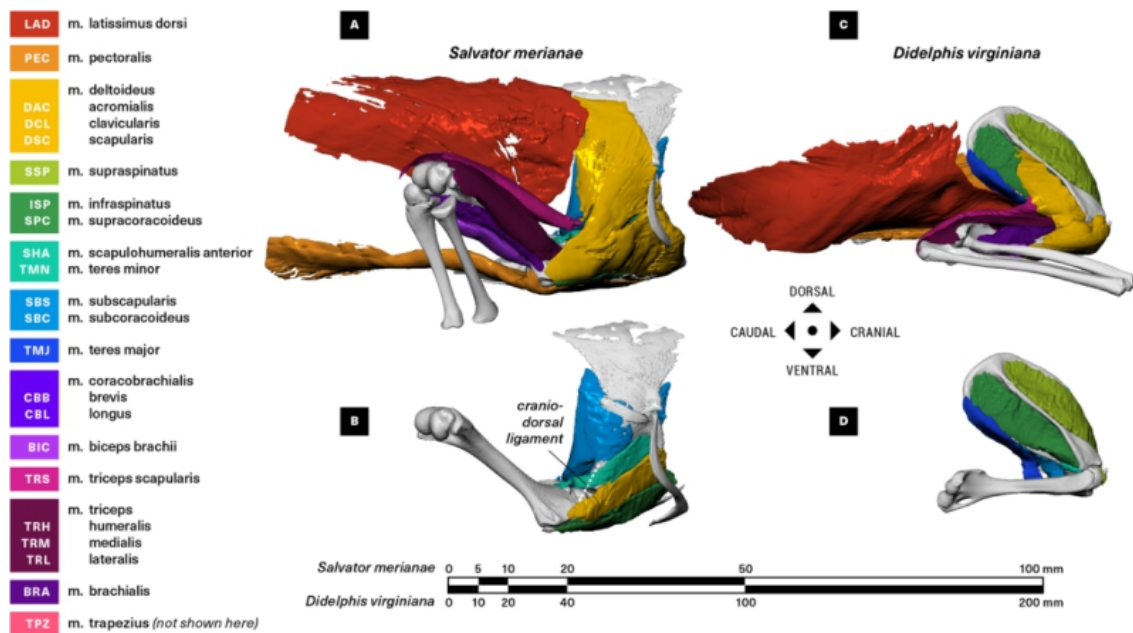 LAD m. latissimus dorsi
PEC m. pectoralis
m. deltoideus
DAC acromialis
DCL clavicularis
DSC scapularis
SSP m. supraspinatus
ISP m. infraspinatus
SPC m. supracoracoideus
SHA m. scapulohumeralis anterior
TMN m. teres minor
SBS m. subscapularis
SBC m. subcoracoideus
TMJ m. teres major
m. coracobrachialis
CBB brevis
CBL longus
BIC m. biceps brachii
TRS m. triceps scapularis
m. triceps
TRH humeralis
TRM medialis
TRL lateralis
BRA m. brachialis
TPZ m. trapezius (not shown here)
A
Salvator merianae
C
Didelphis virginiana
DORSAL
CAUDAL CRANIAL
VENTRAL
B
cranio-
dorsal
ligament
D
Salvator merianae 0 5 10 20 50 100 mm
Didelphis virginiana 0 10 20 40 100 200 mm